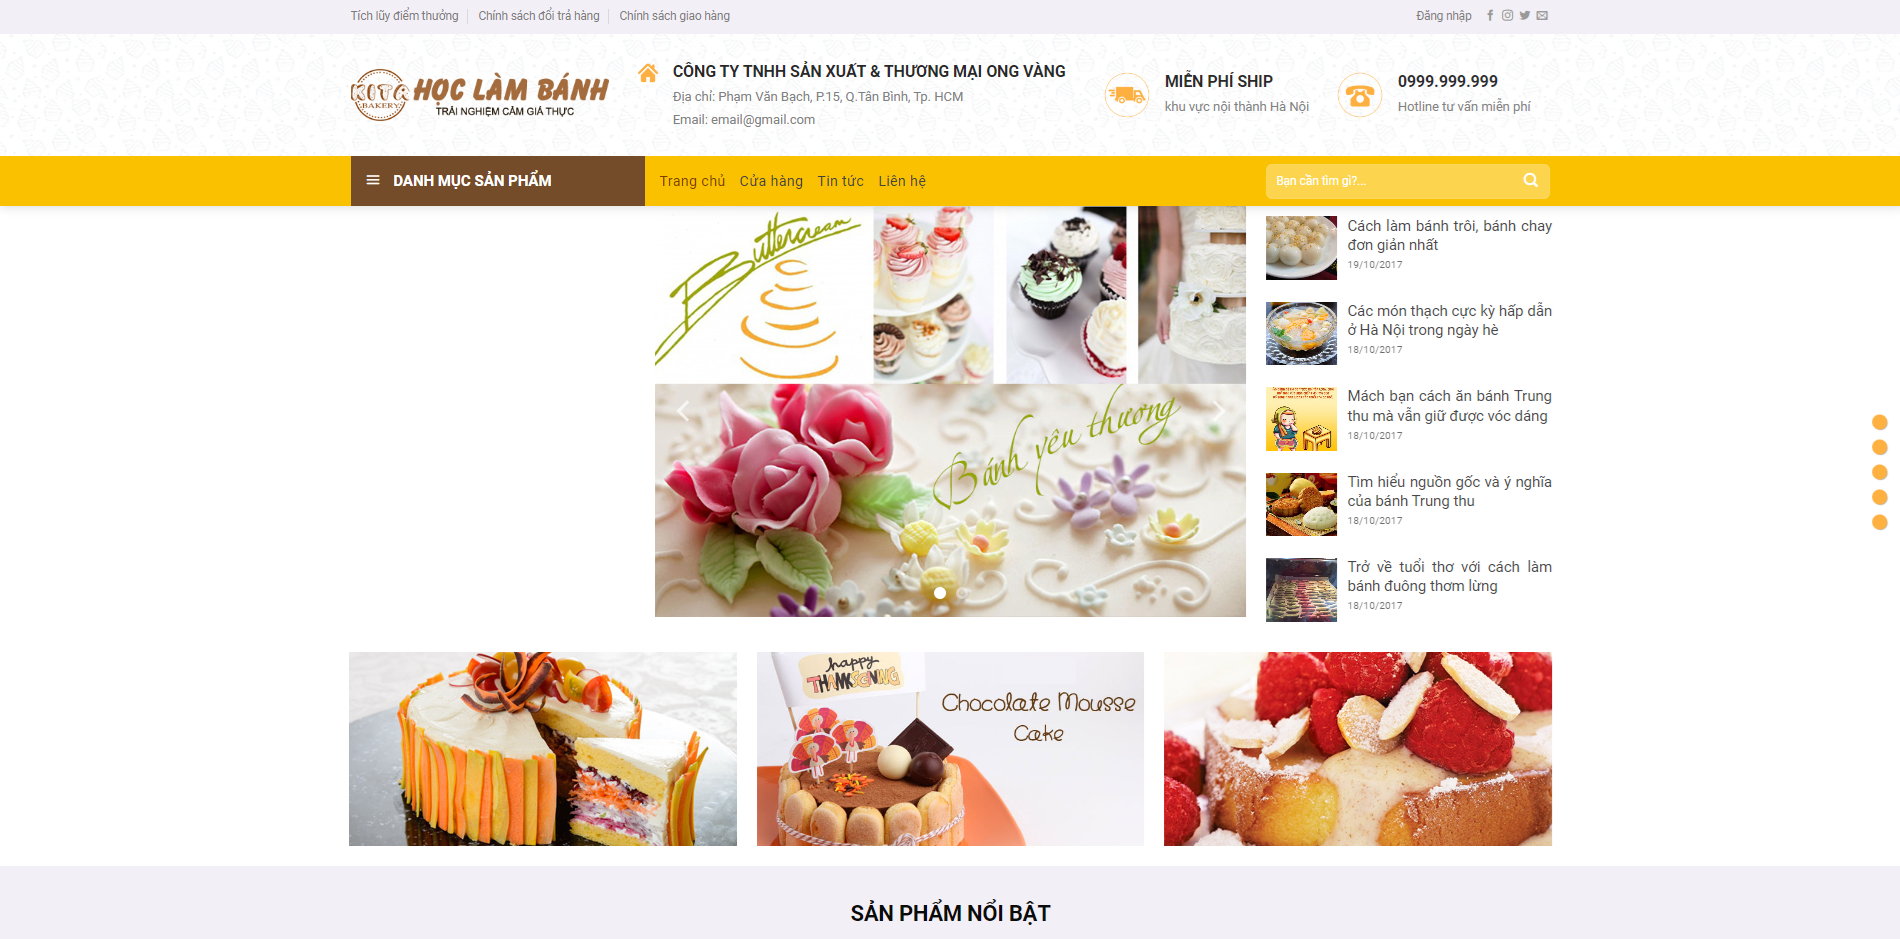 Tích lũy điểm thưởng
Chính sách đổi trả hàng
Chính sách giao hàng
Đăng nhập
KITA
BAKERY
HỌC LÀM BÁNH
TRẢI NGHIỆM CẢM GIÁ THỰC
CÔNG TY TNHH SẢN XUẤT & THƯƠNG MẠI ONG VÀNG
Địa chỉ: Phạm Văn Bạch, P.15, Q.Tân Bình, Tp. HCM
Email: email@gmail.com
MIỄN PHÍ SHIP
khu vực nội thành Hà Nội
0999.999.999
Hotline tư vấn miễn phí
DANH MỤC SẢN PHẨM
Trang chủ
Cửa hàng
Tin tức
Liên hệ
Bạn cần tìm gì?...
Buttercream
Bánh yêu thương
Cách làm bánh trôi, bánh chay
đơn giản nhất
19/10/2017
Các món thạch cực kỳ hấp dẫn
ở Hà Nội trong ngày hè
18/10/2017
Mách bạn cách ăn bánh Trung
thu mà vẫn giữ được vóc dáng
18/10/2017
Tìm hiểu nguồn gốc và ý nghĩa
của bánh Trung thu
18/10/2017
Trở về tuổi thơ với cách làm
bánh đuông thơm lừng
18/10/2017
happy
THANKSGIVING
Chocolate Mousse
Cake
SẢN PHẨM NỔI BẬT